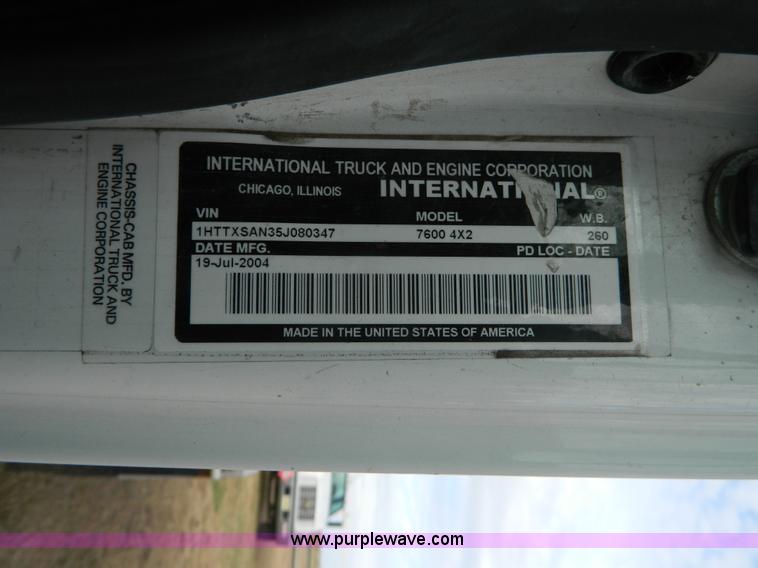 INTERNATIONAL TRUCK AND ENGINE CORPORATION
CHICAGO, ILLINOIS INTERNATIONAL®
VIN MODEL W.B.
1HTTXSAN35J080347 7600 4X2 260
DATE MFG. PD LOC - DATE
19-Jul-2004
MADE IN THE UNITED STATES OF AMERICA
CHASSIS-CAB MFD. BY
INTERNATIONAL TRUCK AND
ENGINE CORPORATION
www.purplewave.com